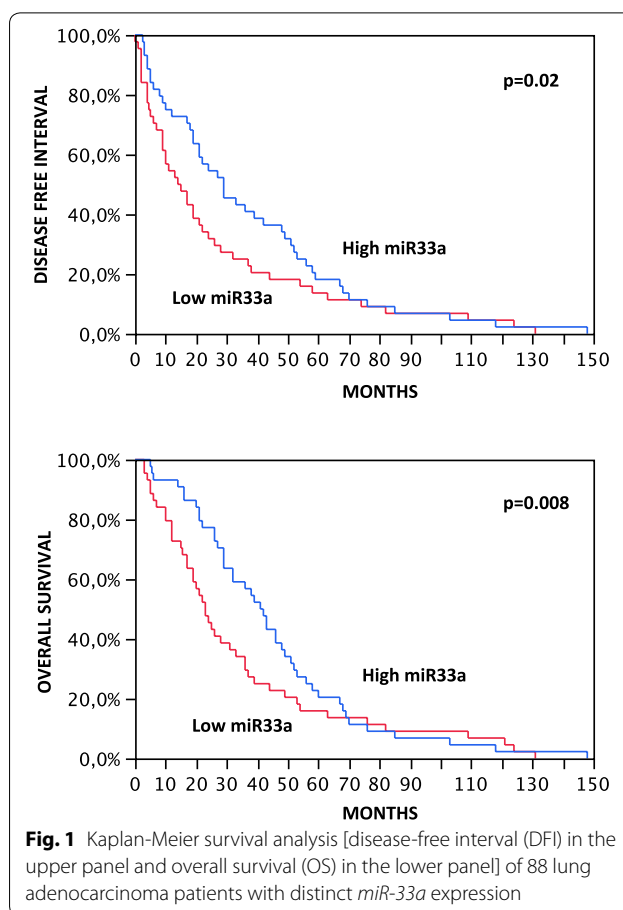 100,0%
80,0%
60,0%
40,0%
20,0%
0,0%
DISEASE FREE INTERVAL
p=0.02
High miR33a
Low miR33a
0 10 20 30 40 50 60 70 80 90 110 130 150
MONTHS
100,0%
80,0%
60,0%
40,0%
20,0%
0,0%
OVERALL SURVIVAL
p=0.008
High miR33a
Low miR33a
0 10 20 30 40 50 60 70 80 90 110 130 150
MONTHS
Fig. 1 Kaplan-Meier survival analysis [disease-free interval (DFI) in the
upper panel and overall survival (OS) in the lower panel] of 88 lung
adenocarcinoma patients with distinct miR-33a expression